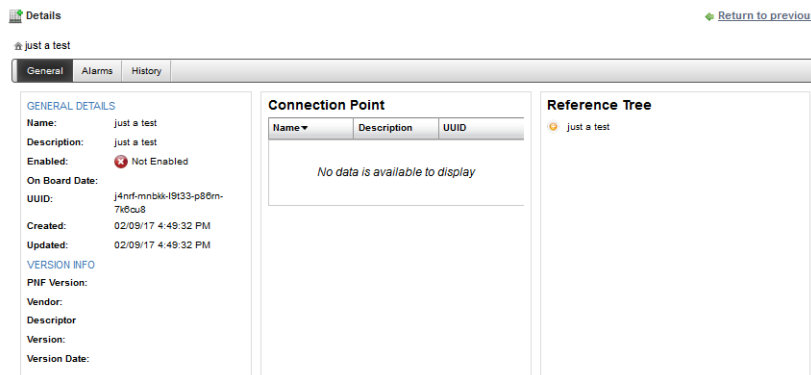 Details
Return to previou
just a test
General Alarms History
GENERAL DETAILS
Name: just a test
Description: just a test
Enabled: Not Enabled
On Board Date:
UUID: j4nrf-mnbkk-l9t33-p86rn-
7k6cu8
Created: 02/09/17 4:49:32 PM
Updated: 02/09/17 4:49:32 PM
VERSION INFO
PNF Version:
Vendor:
Descriptor
Version:
Version Date:
Connection Point
Name Description UUID
No data is available to display
Reference Tree
just a test